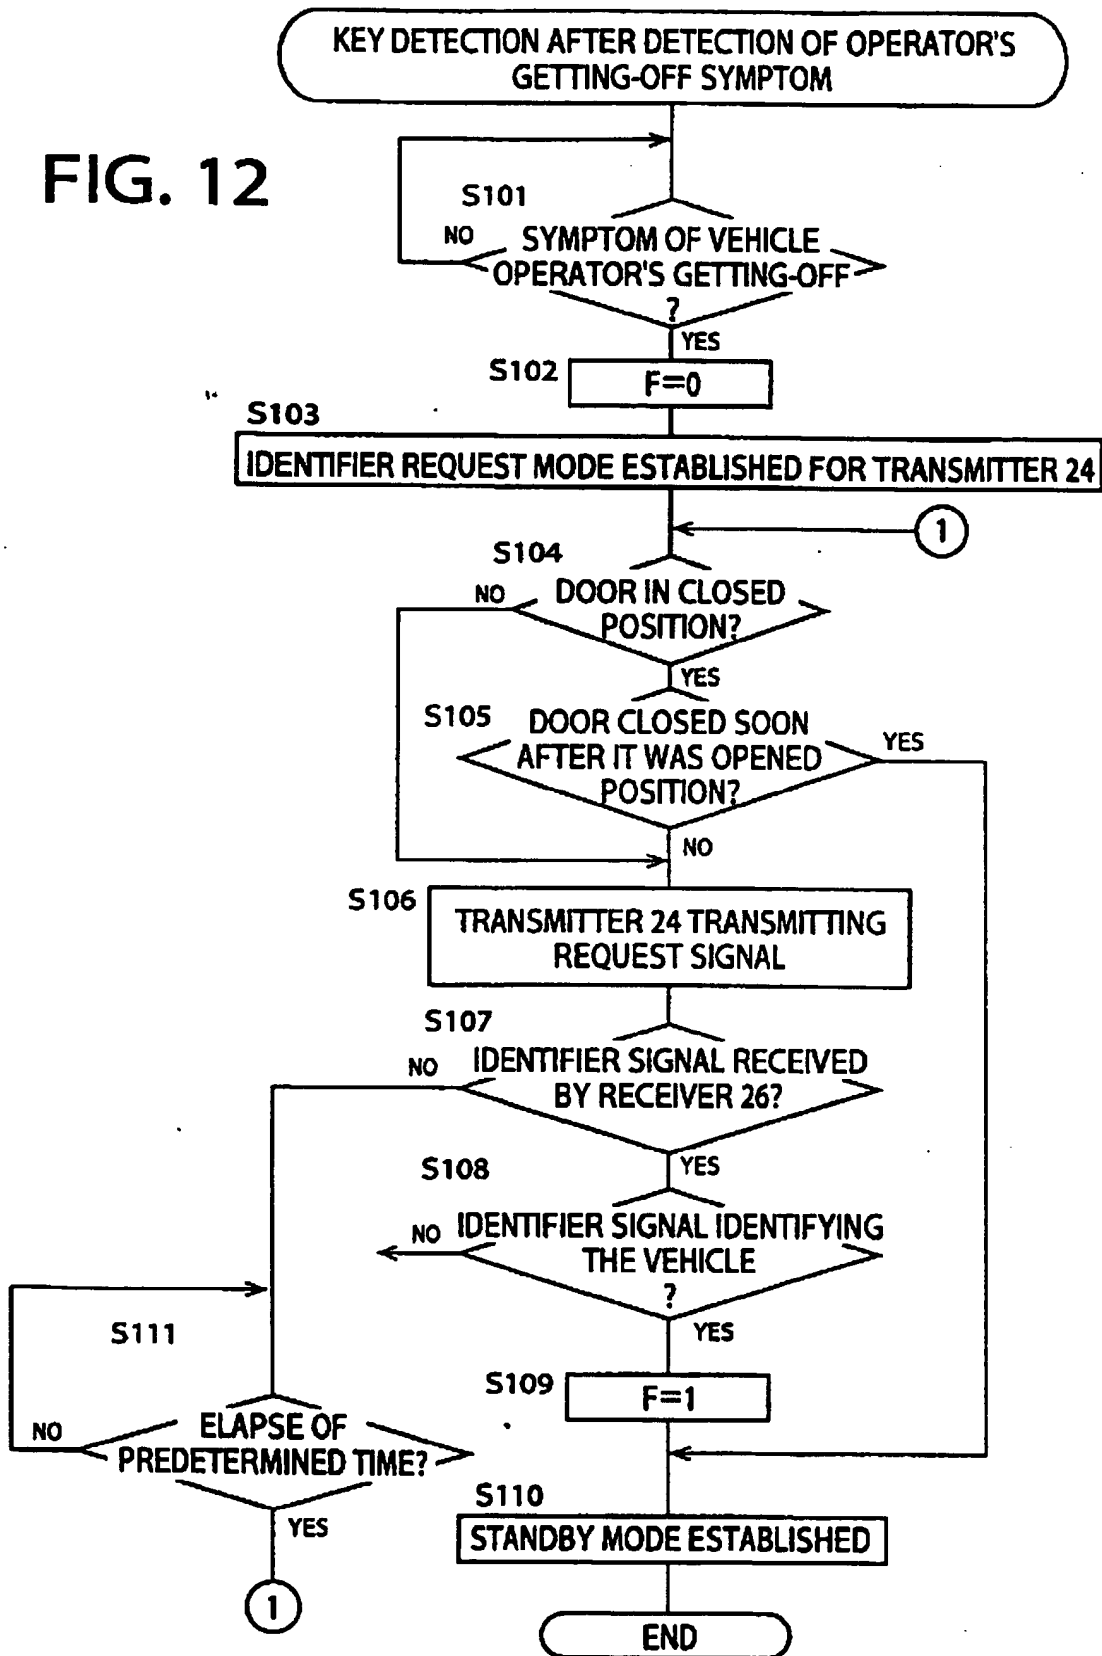 KEY DETECTION AFTER DETECTION OF OPERATOR'S
GETTING-OFF SYMPTOM
FIG. 12
S101
NO
SYMPTOM OF VEHICLE
OPERATOR'S GETTING-OFF
?
YES
S102
F=0
S103
IDENTIFIER REQUEST MODE ESTABLISHED FOR TRANSMITTER 24
1
S104
NO
DOOR IN CLOSED
POSITION?
YES
S105
DOOR CLOSED SOON
AFTER IT WAS OPENED
POSITION?
YES
NO
S106
TRANSMITTER 24 TRANSMITTING
REQUEST SIGNAL
S107
NO
IDENTIFIER SIGNAL RECEIVED
BY RECEIVER 26?
YES
S108
NO
IDENTIFIER SIGNAL IDENTIFYING
THE VEHICLE
?
YES
S111
S109
F=1
NO
ELAPSE OF
PREDETERMINED TIME?
YES
S110
STANDBY MODE ESTABLISHED
1
END